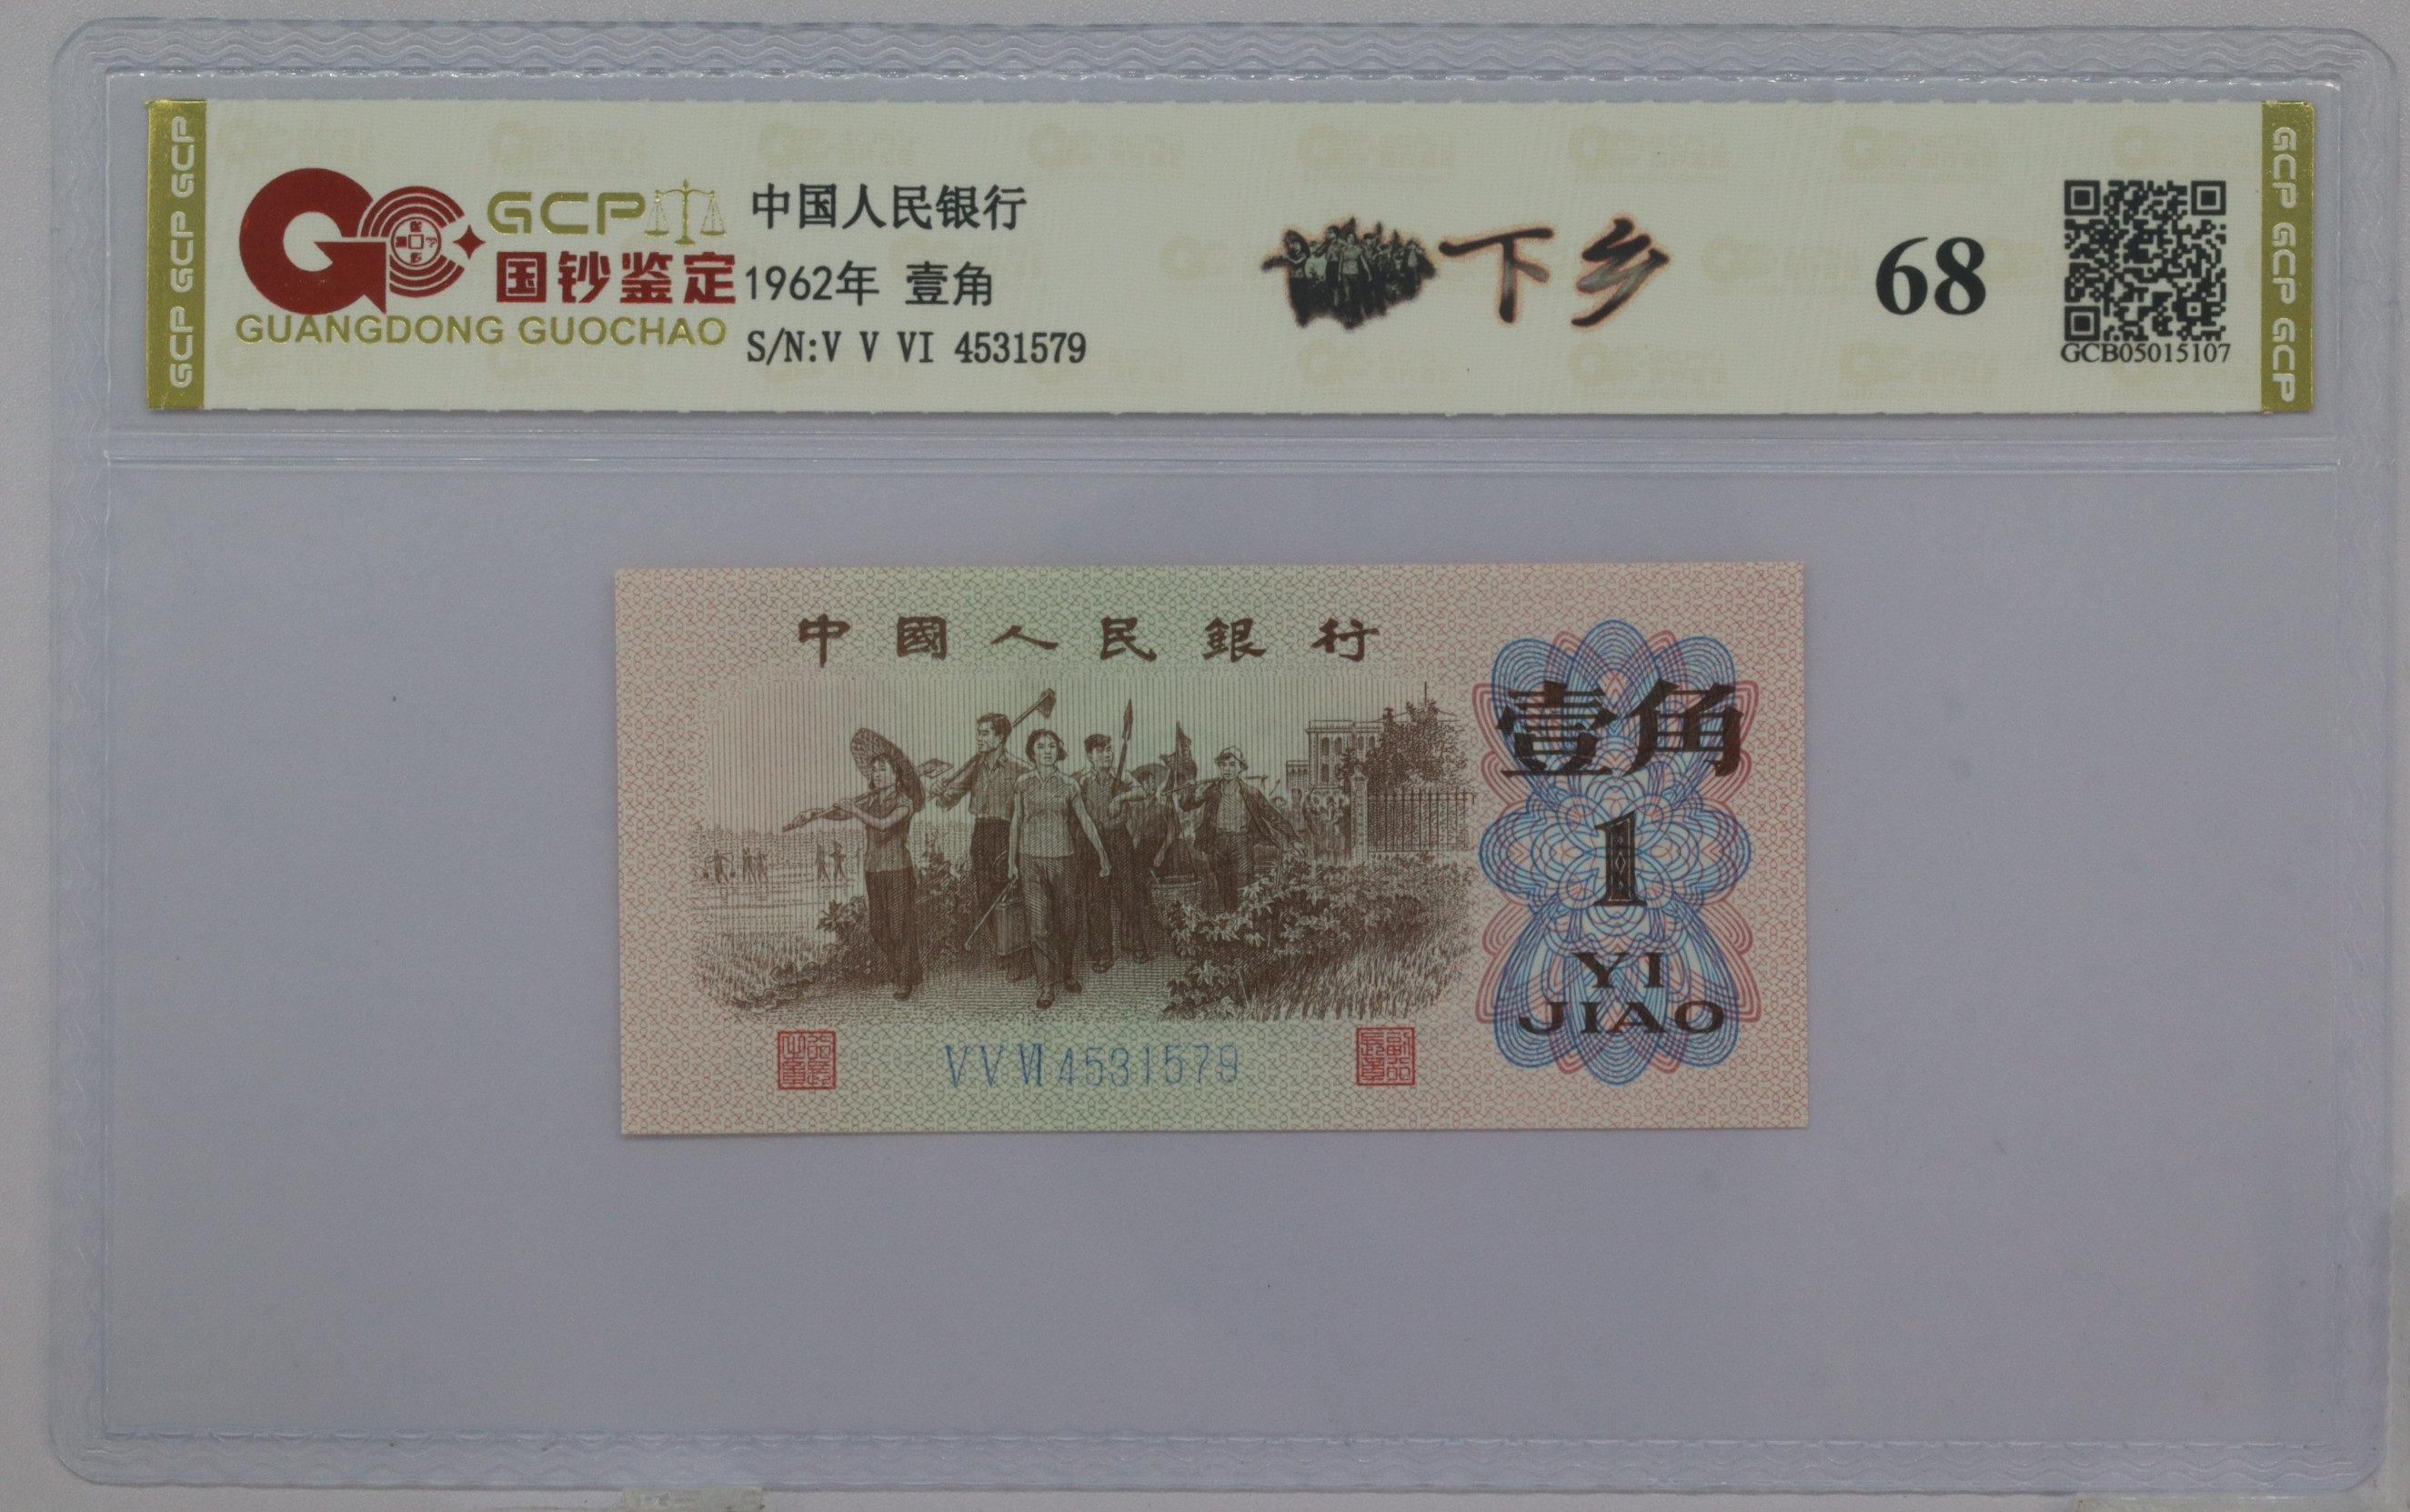 GCP GCP GCP
GCP
国钞鉴定
GUANGDONG GUOCHAO
中国人民银行
1962年 壹角
S/N:V V VI 4531579
下乡
68
GCB05015107
GCP GCP GCP
中國人民銀行
壹角
1
YI
JIAO
VVVI4531579